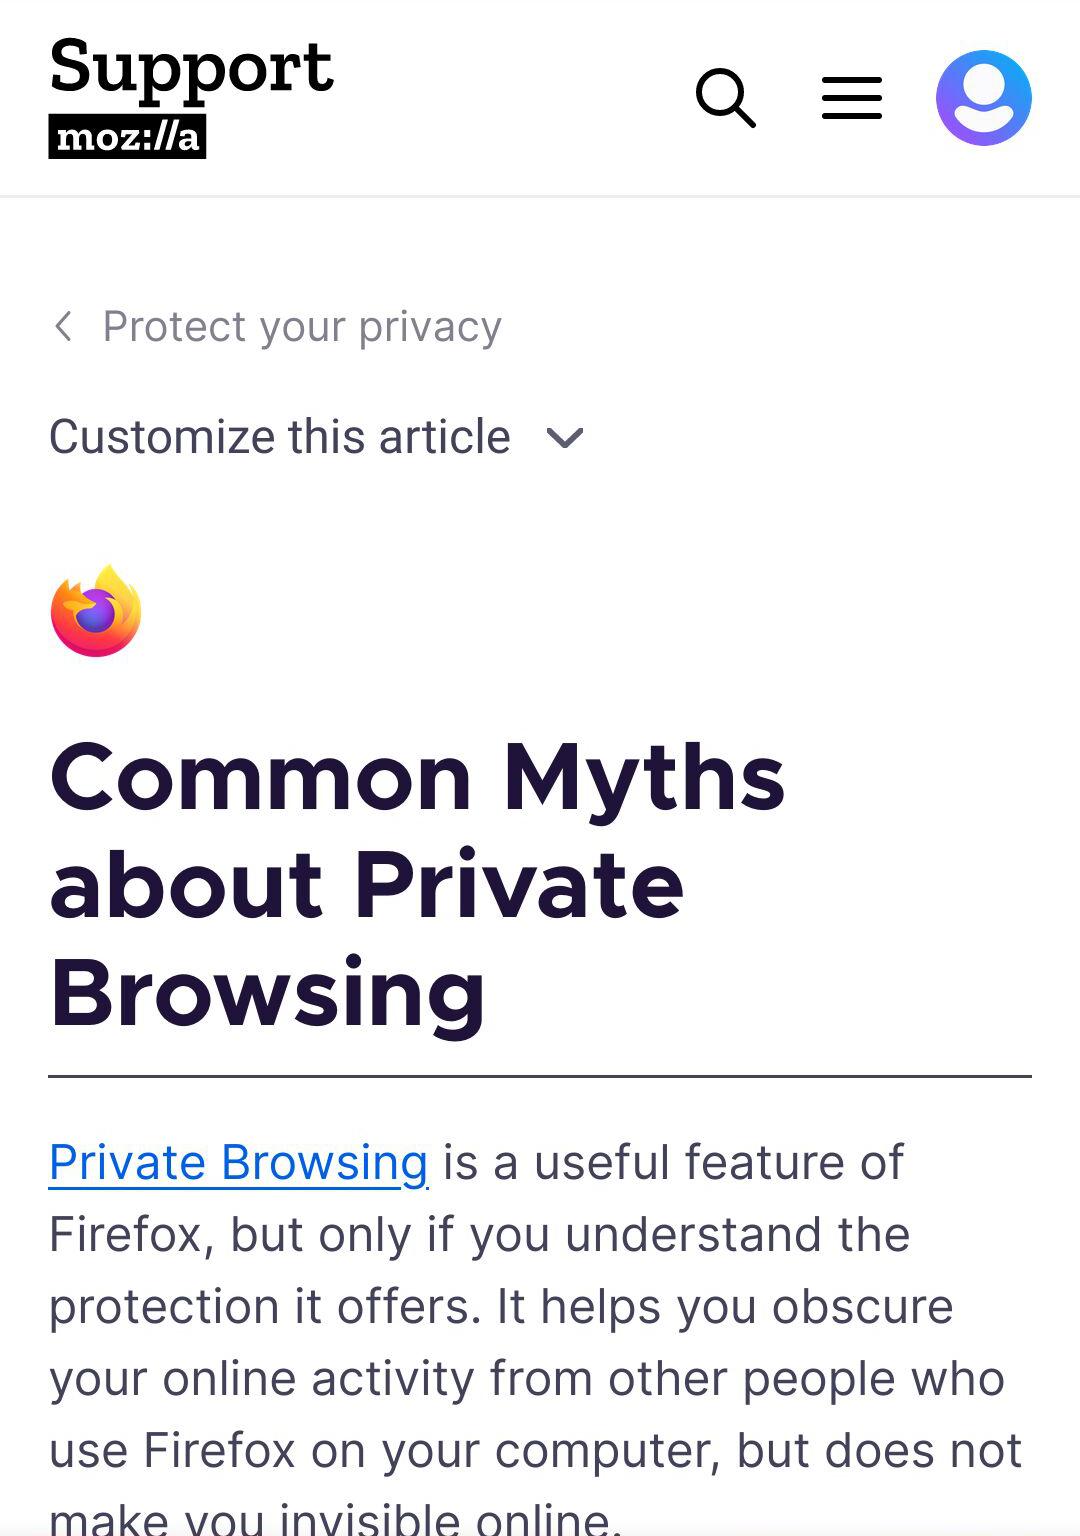 Support
moz://a
Protect your privacy
Customize this article
Common Myths
about Private
Browsing
Private Browsing is a useful feature of
Firefox, but only if you understand the
protection it offers. It helps you obscure
your online activity from other people who
use Firefox on your computer, but does not
make you invisible online.